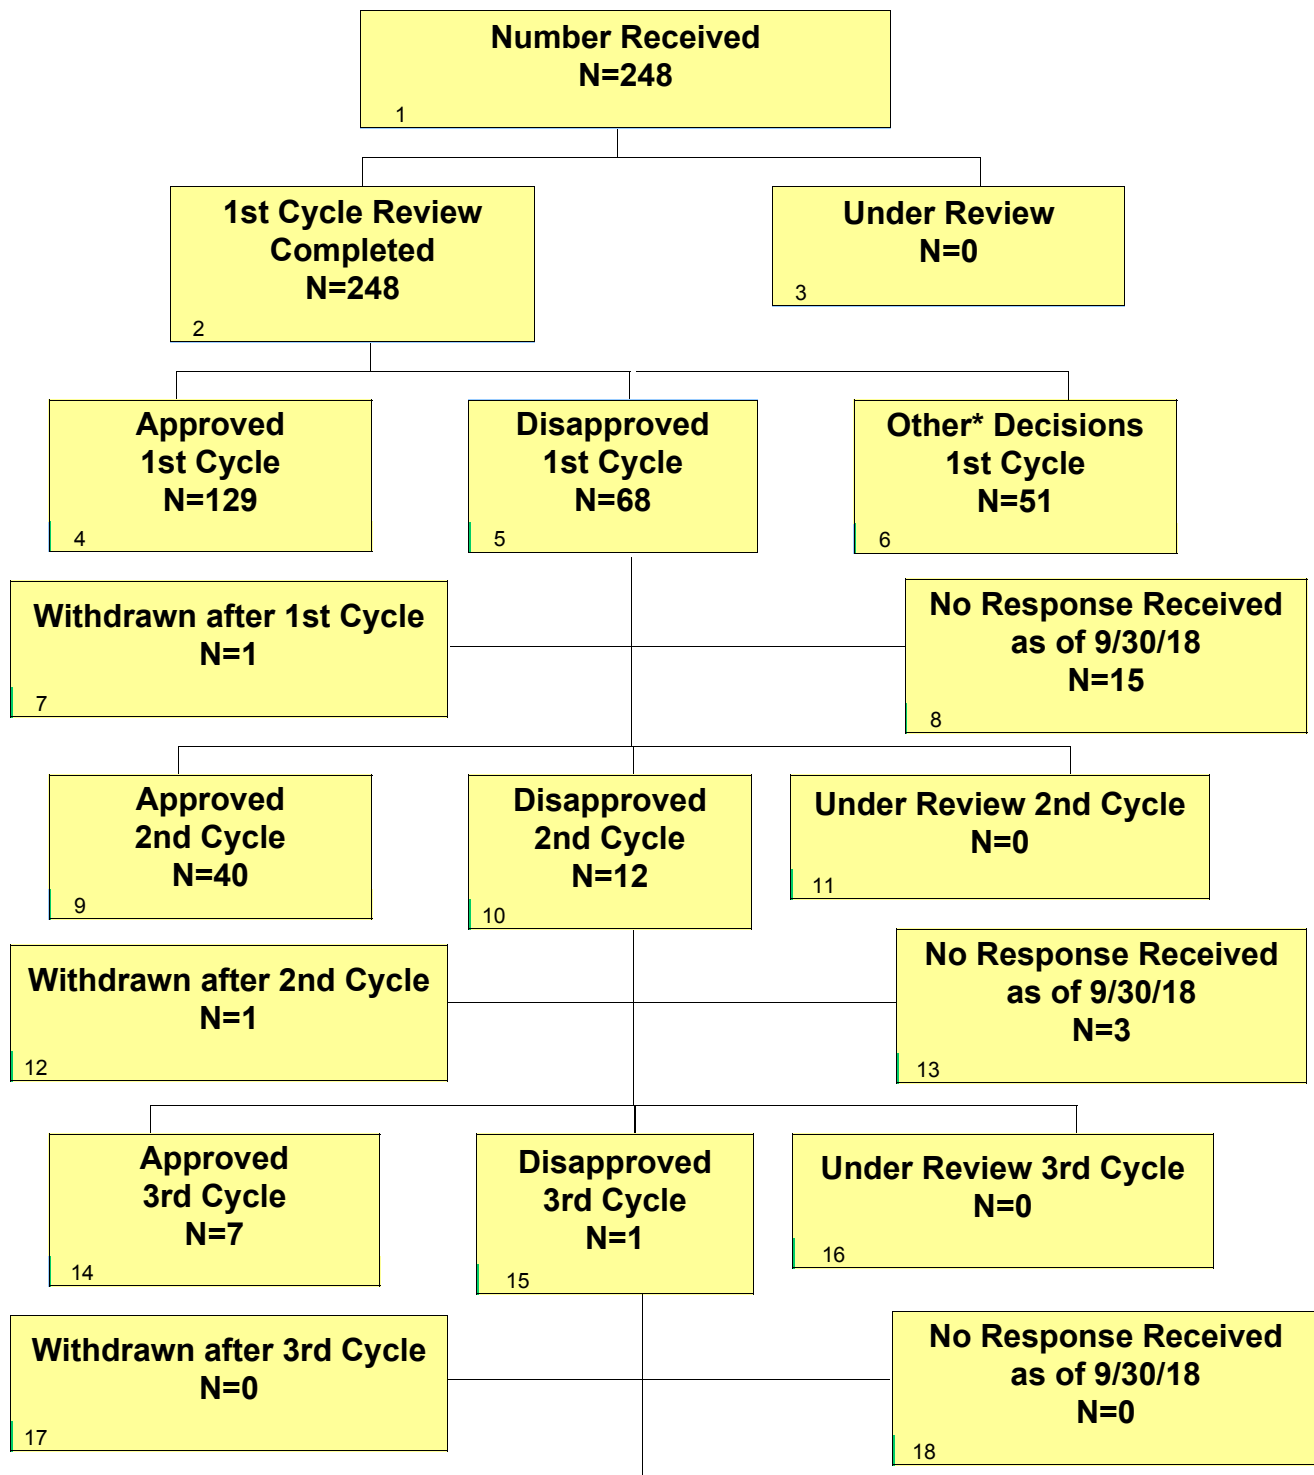 Number Received
N=248
1
1st Cycle Review
Completed
N=248
2
Under Review
N=0
3
Approved
1st Cycle
N=129
4
Disapproved
1st Cycle
N=68
5
Other* Decisions
1st Cycle
N=51
6
Withdrawn after 1st Cycle
N=1
7
No Response Received
as of 9/30/18
N=15
8
Approved
2nd Cycle
N=40
9
Disapproved
2nd Cycle
N=12
10
Under Review 2nd Cycle
N=0
11
Withdrawn after 2nd Cycle
N=1
12
No Response Received
as of 9/30/18
N=3
13
Approved
3rd Cycle
N=7
14
Disapproved
3rd Cycle
N=1
15
Under Review 3rd Cycle
N=0
16
Withdrawn after 3rd Cycle
N=0
17
No Response Received
as of 9/30/18
N=0
18